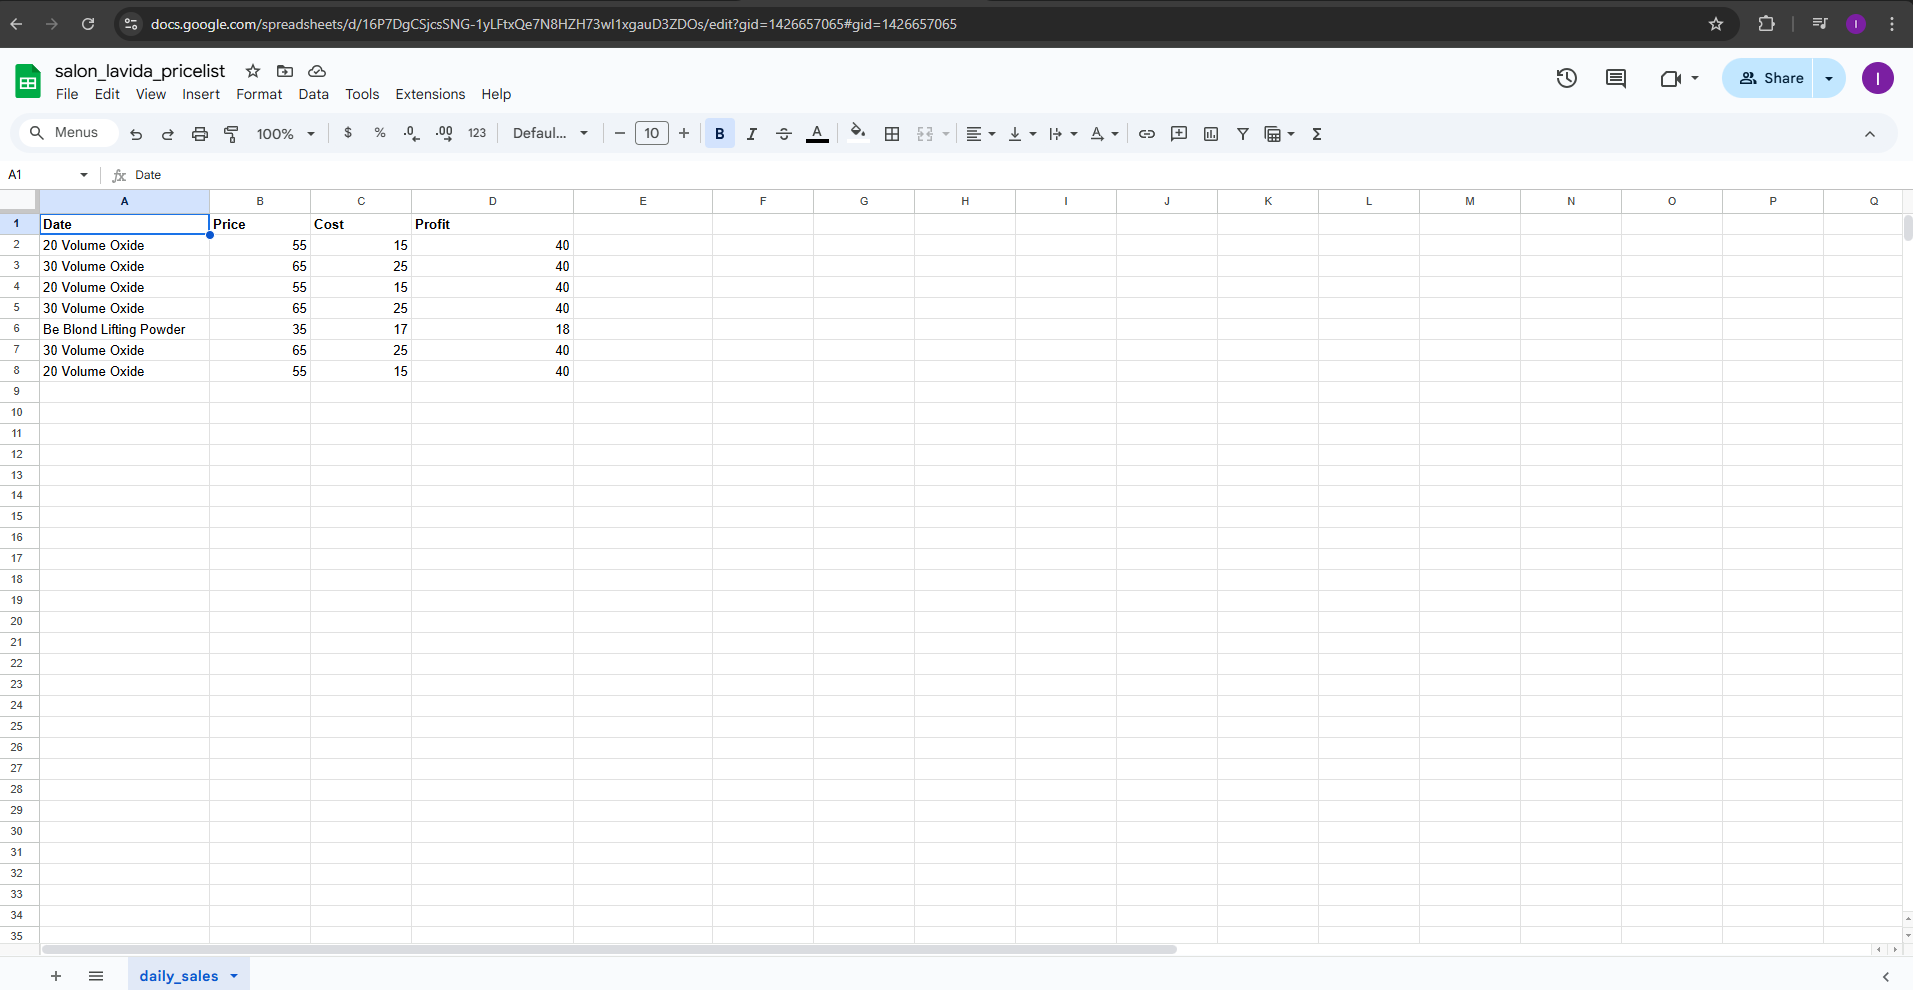 docs.google.com/spreadsheets/d/16P7DgCSjcsSNG-1yLFtxQe7N8HZH73wI1xgauD3ZDOs/edit?gid=1426657065#gid=1426657065
I
salon_lavida_pricelist
File Edit View Insert Format Data Tools Extensions Help
Share
I
Menus 100% $ % .0 .00 123 Defaul... 10 B I A A Σ
A1 fx Date
A B C D E F G H I J K L M N O P Q
1 Date Price Cost Profit
2 20 Volume Oxide 55 15 40
3 30 Volume Oxide 65 25 40
4 20 Volume Oxide 55 15 40
5 30 Volume Oxide 65 25 40
6 Be Blond Lifting Powder 35 17 18
7 30 Volume Oxide 65 25 40
8 20 Volume Oxide 55 15 40
9
10
11
12
13
14
15
16
17
18
19
20
21
22
23
24
25
26
27
28
29
30
31
32
33
34
35
daily_sales